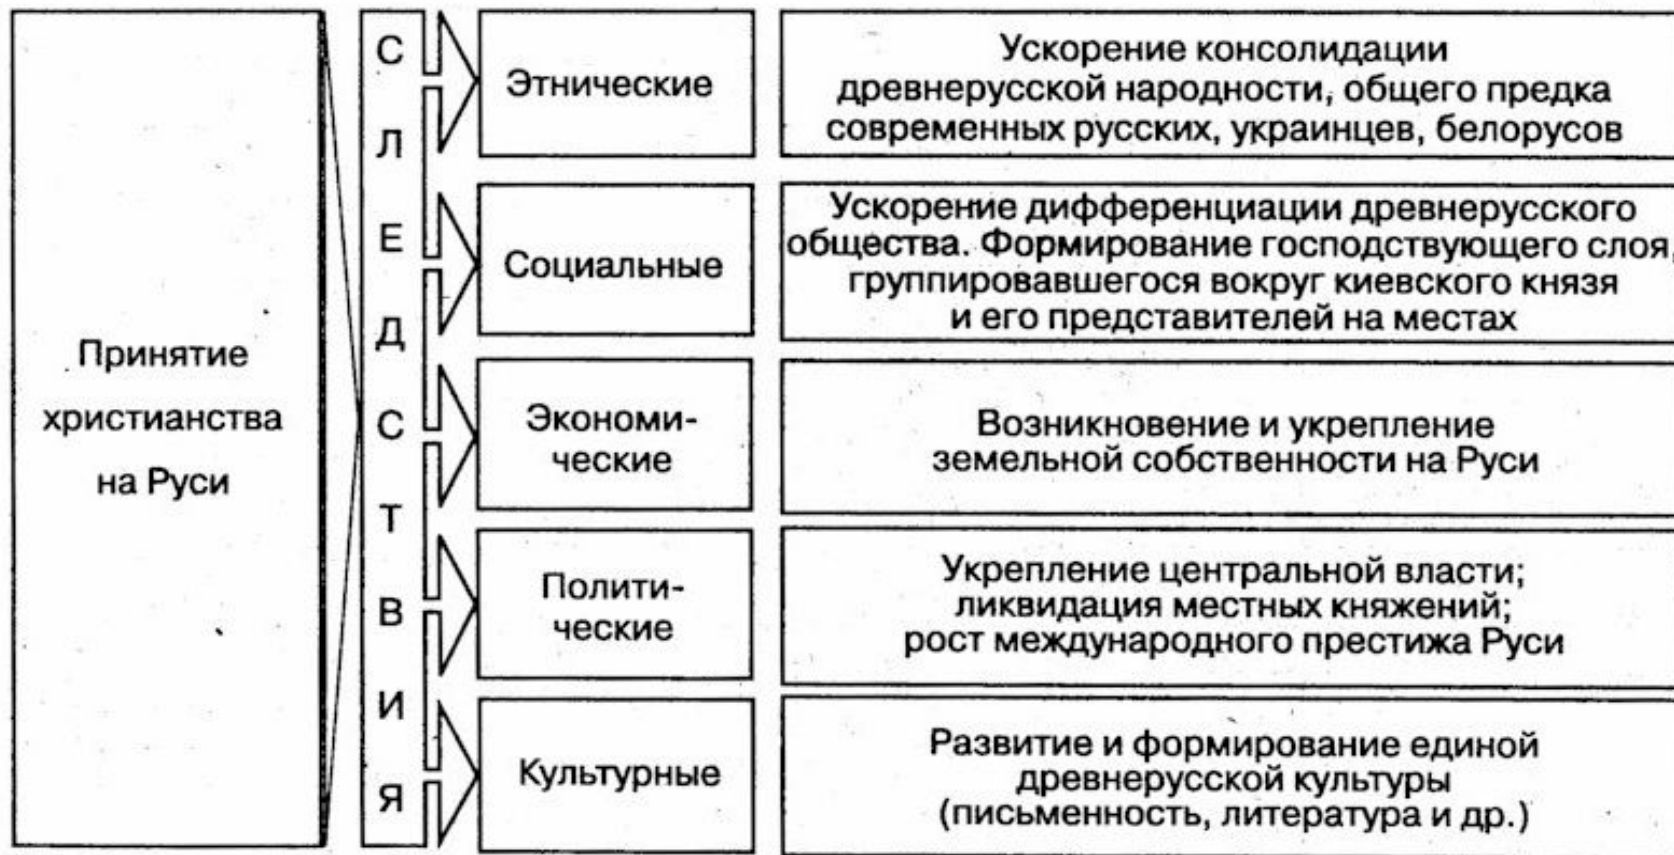 Принятие
христианства
на Руси
С
Л
Е
Д
С
Т
В
И
Я
Этнические
Ускорение консолидации
древнерусской народности, общего предка
современных русских, украинцев, белорусов
Социальные
Ускорение дифференциации древнерусского
общества. Формирование господствующего слоя,
группировавшегося вокруг киевского князя
и его представителей на местах
Экономи-
ческие
Возникновение и укрепление
земельной собственности на Руси
Полити-
ческие
Укрепление центральной власти;
ликвидация местных княжений;
рост международного престижа Руси
Культурные
Развитие и формирование единой
древнерусской культуры
(письменность, литература и др.)